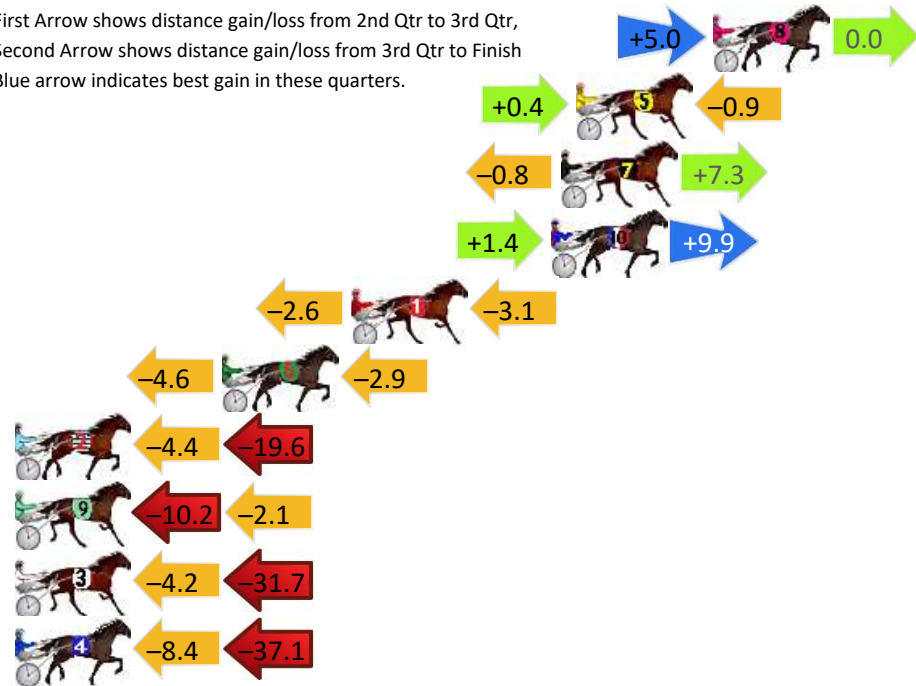 First Arrow shows distance gain/loss from 2nd Qtr to 3rd Qtr,
Second Arrow shows distance gain/loss from 3rd Qtr to Finish
Blue arrow indicates best gain in these quarters.
+5.0 8 0.0
+0.4 5 –0.9
–0.8 7 +7.3
+1.4 10 +9.9
–2.6 1 –3.1
–4.6 –2.9
2 –4.4 –19.6
9 –10.2 –2.1
3 –4.2 –31.7
4 –8.4 –37.1